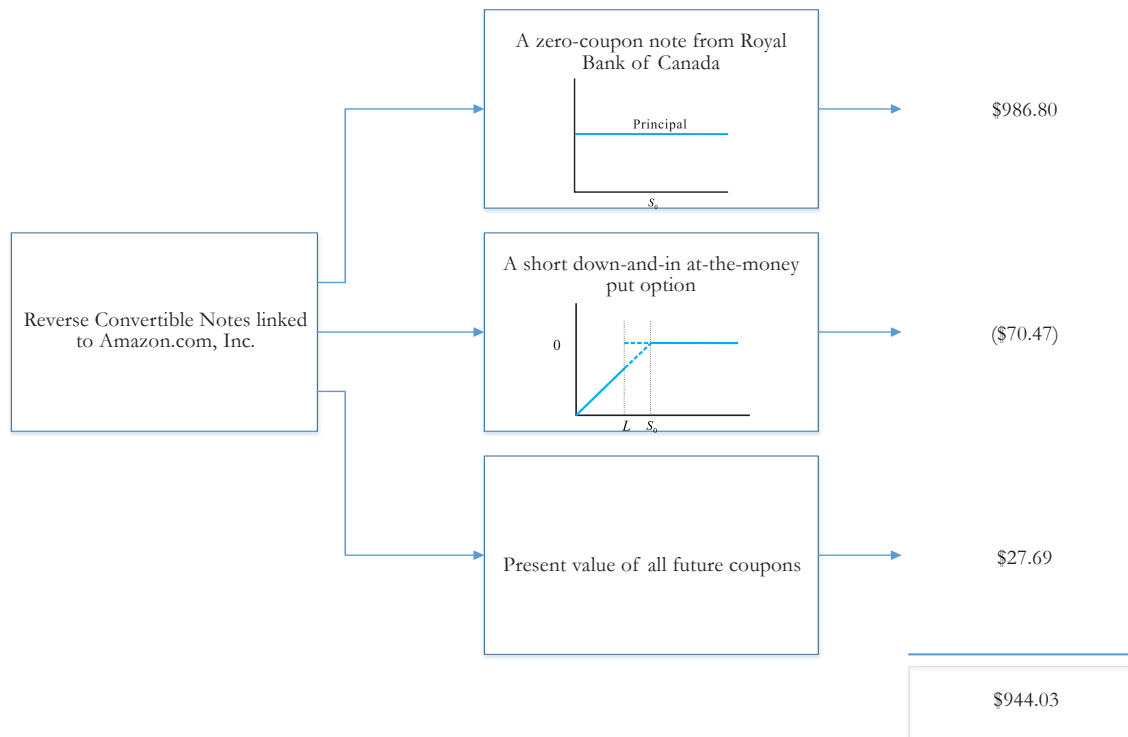 A zero-coupon note from Royal
Bank of Canada
Principal
S₀
$986.80
Reverse Convertible Notes linked
to Amazon.com, Inc.
A short down-and-in at-the-money
put option
0
L S₀
($70.47)
Present value of all future coupons
$27.69
$944.03